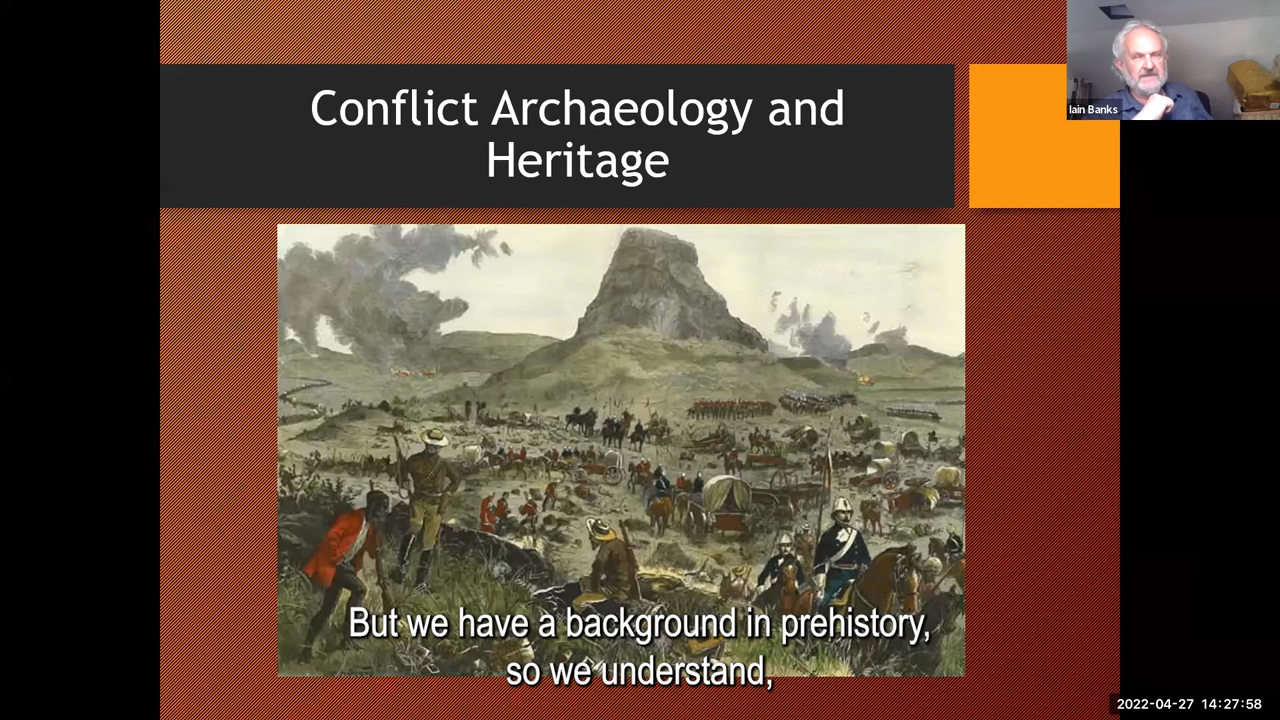 Conflict Archaeology and
Heritage
Iain Banks
But we have a background in prehistory,
so we understand,
2022-04-27 14:27:58